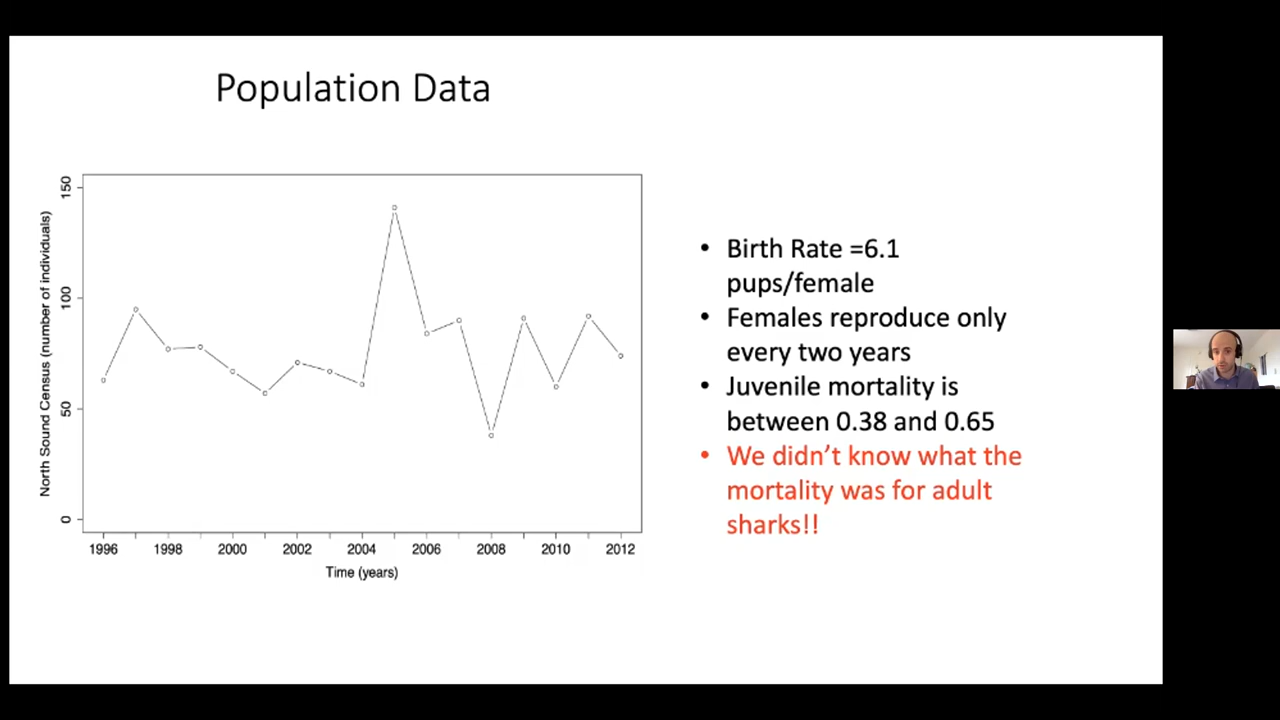 Population Data
150
100
50
0
North Sound Census (number of individuals)
1996 1998 2000 2002 2004 2006 2008 2010 2012
Time (years)
• Birth Rate =6.1
pups/female
• Females reproduce only
every two years
• Juvenile mortality is
between 0.38 and 0.65
• We didn’t know what the
mortality was for adult
sharks!!